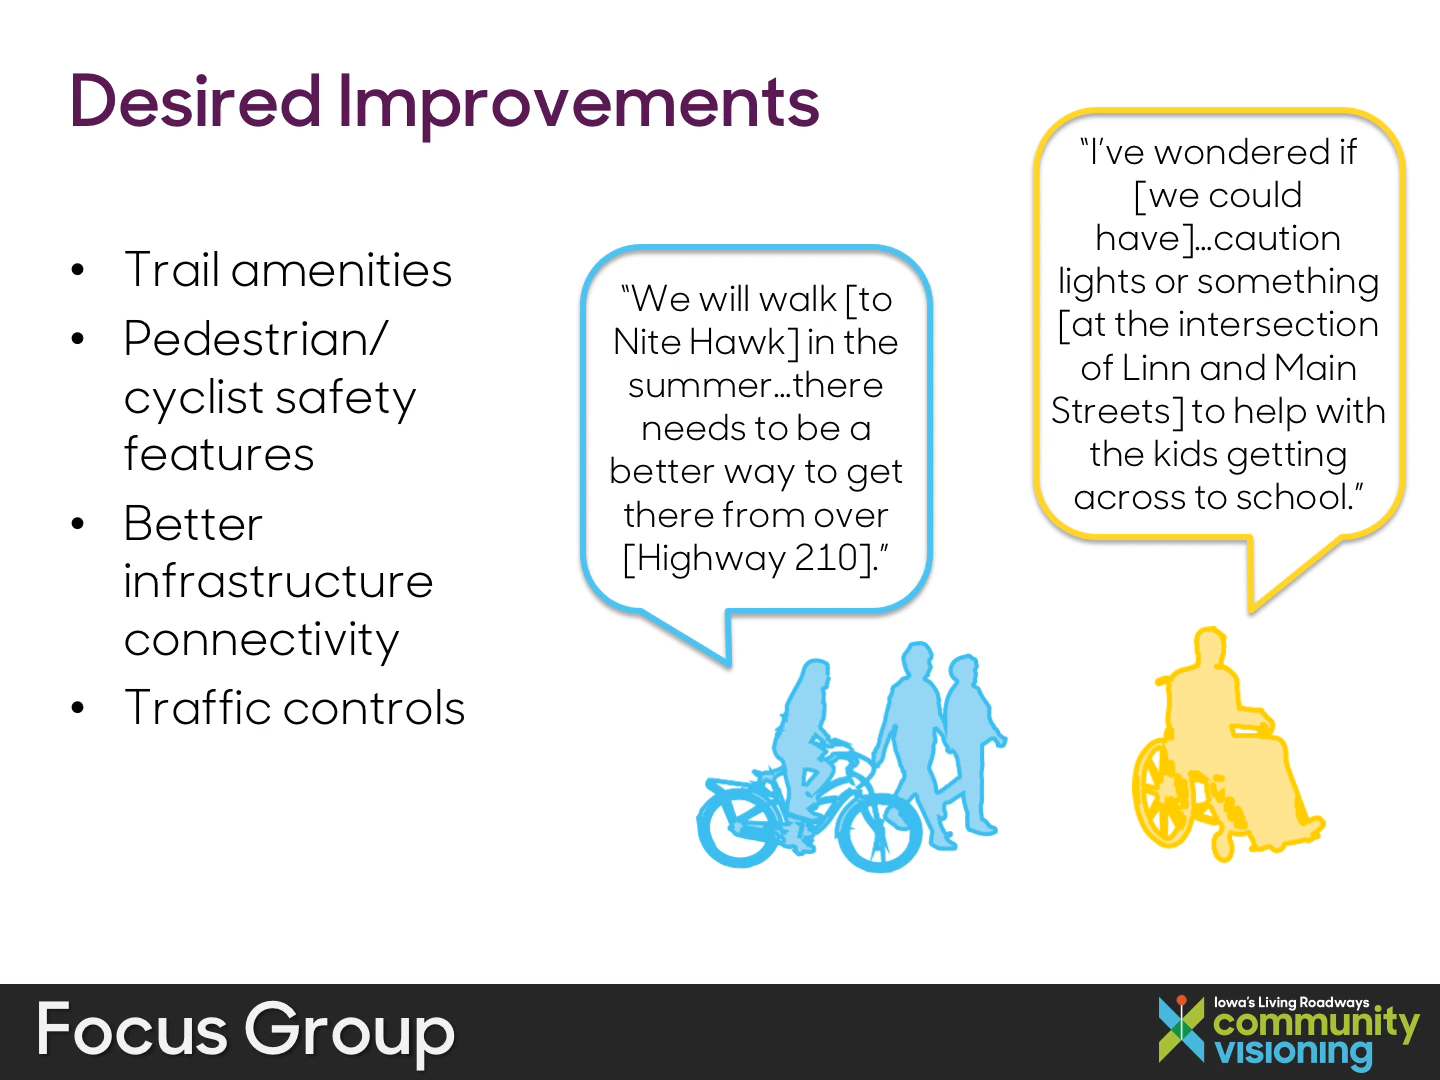 Desired Improvements
• Trail amenities
• Pedestrian/
cyclist safety
features
• Better
infrastructure
connectivity
• Traffic controls
“We will walk [to
Nite Hawk] in the
summer...there
needs to be a
better way to get
there from over
[Highway 210].”
“I’ve wondered if
[we could
have]...caution
lights or something
[at the intersection
of Linn and Main
Streets] to help with
the kids getting
across to school.”
Focus Group
Iowa’s Living Roadways
community
visioning